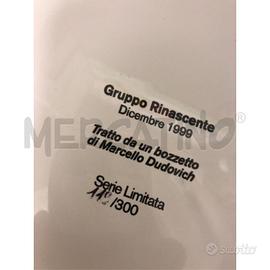 Gruppo Rinascente
Dicembre 1999
MERCATINO®
Tratto da un bozzetto
di Marcello Dudovich
Serie Limitata
/300
subito